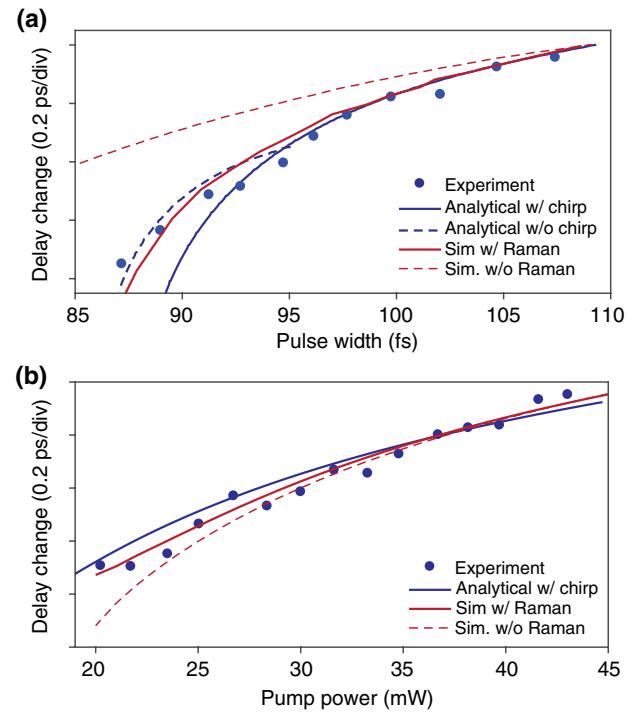 (a)
Delay change (0.2 ps/div)
Experiment
Analytical w/ chirp
Analytical w/o chirp
Sim w/ Raman
Sim. w/o Raman
85 90 95 100 105 110
Pulse width (fs)
(b)
Delay change (0.2 ps/div)
Experiment
Analytical w/ chirp
Sim w/ Raman
Sim. w/o Raman
20 25 30 35 40 45
Pump power (mW)